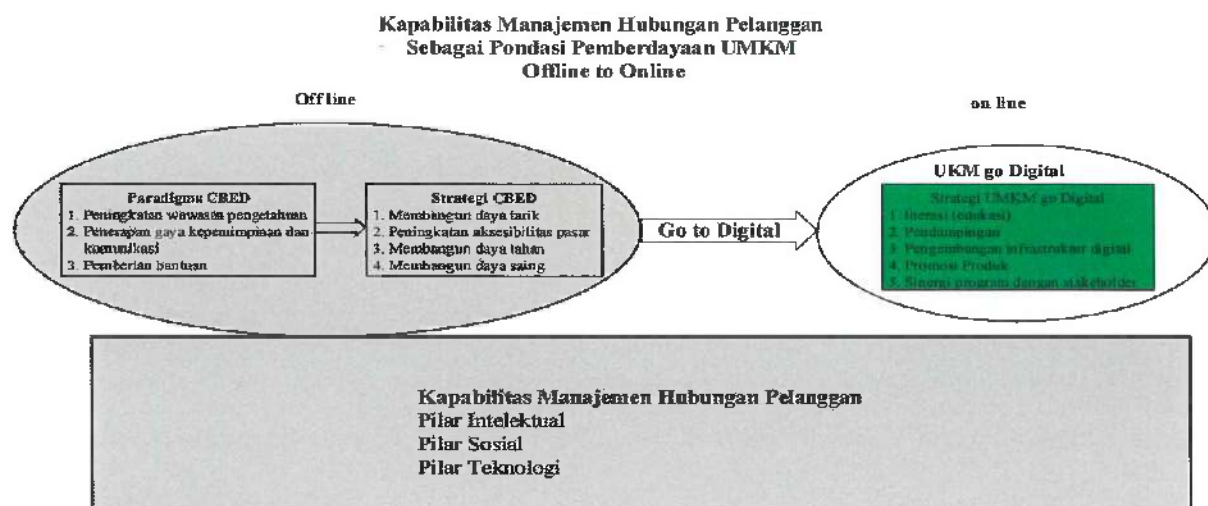 Kapabilitas Manajemen Hubungan Pelanggan
Sebagai Pondasi Pemberdayaan UMKM
Offline to Online
Offline
on line
Paradigma CBED
1. Peningkatan wawasan pengetahuan
2. Penerapan gaya kepemimpinan dan
komunikasi
3. Pemberian bantuan
Strategi CBED
1. Membangun daya tarik
2. Peningkatan aksesibilitas pasar
3. Membangun daya tahan
4. Membangun daya saing
Go to Digital
UKM go Digital
Strategi UMKM go Digital
1. (edukasi)
2. Pendampingan
3. Pengembangan infrastruktur digital
4. Promosi Produk
5. Sinergi program dengan stakeholder
Kapabilitas Manajemen Hubungan Pelanggan
Pilar Intelektual
Pilar Sosial
Pilar Teknologi